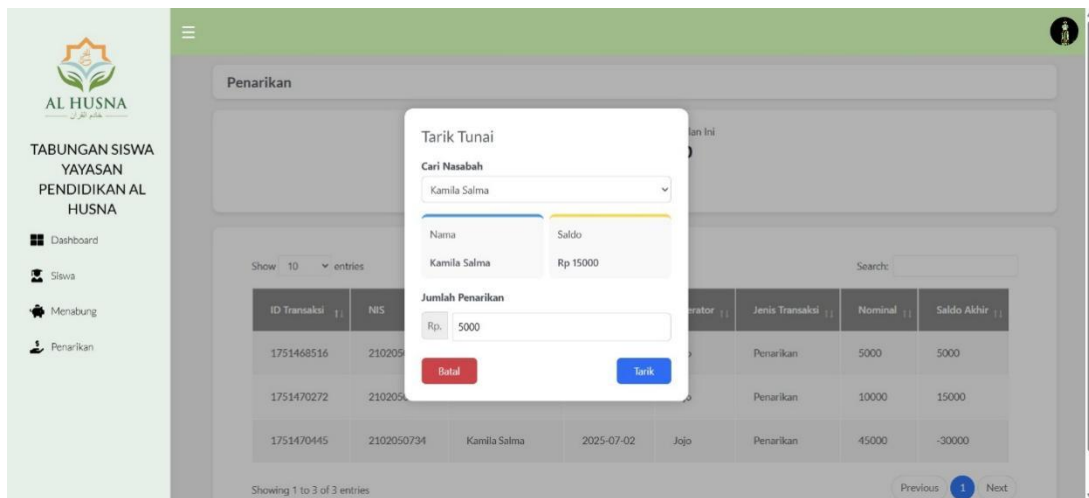 AL HUSNA
TABUNGAN SISWA
YAYASAN
PENDIDIKAN AL
HUSNA
Dashboard
Siswa
Menabung
Penarikan
Penarikan
Ini
Tarik Tunai
Cari Nasabah
Kamila Salma
Nama Saldo
Kamila Salma Rp 15000
Jumlah Penarikan
Rp. 5000
Batal Tarik
Show 10 entries
Search:
ID Transaksi NIS Jenis Transaksi Nominal Saldo Akhir
1751468516 Penarikan 5000 5000
1751470272 Penarikan 10000 15000
1751470445 2102050734 Kamila Salma 2025-07-02 Jojo Penarikan 45000 -30000
Showing 1 to 3 of 3 entries
Previous 1 Next